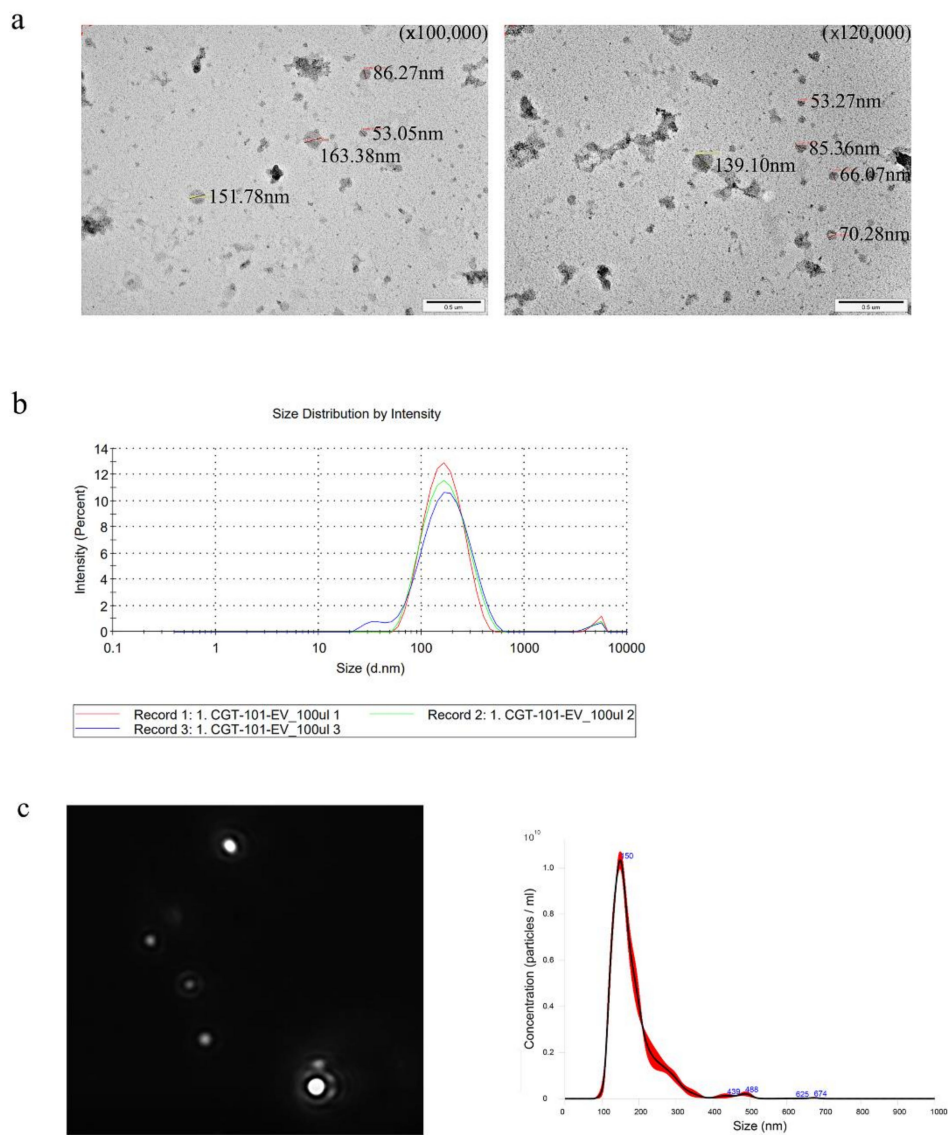 a
(x100,000)
86.27nm
53.05nm
163.38nm
151.78nm
0.5 um
(x120,000)
53.27nm
85.36nm
139.10nm
66.07nm
70.28nm
0.5 um
b
Size Distribution by Intensity
Intensity (Percent)
14
12
10
8
6
4
2
0
0.1 1 10 100 1000 10000
Size (d.nm)
Record 1: 1. CGT-101-EV_100ul 1 Record 2: 1. CGT-101-EV_100ul 2
Record 3: 1. CGT-101-EV_100ul 3
c
10^10
Concentration (particles / ml)
1.0
0.8
0.6
0.4
0.2
0
150
439 488
625 674
0 100 200 300 400 500 600 700 800 900 1000
Size (nm)